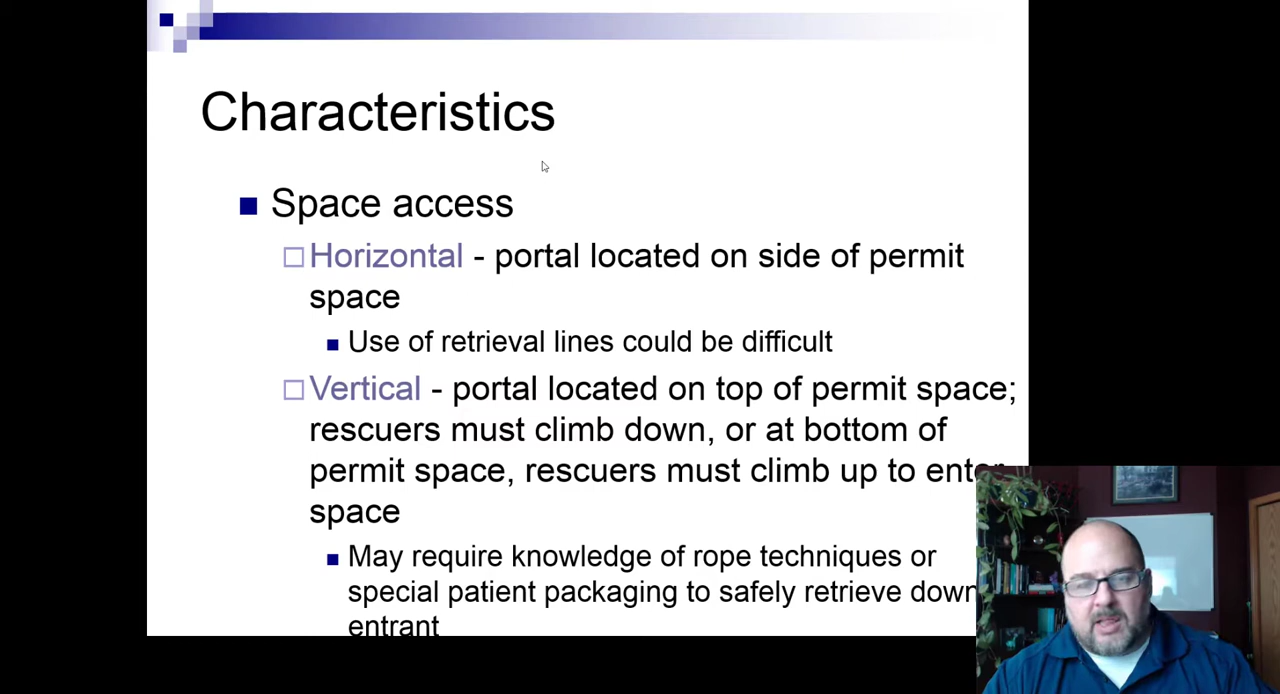 Characteristics
Space access
Horizontal - portal located on side of permit
space
Use of retrieval lines could be difficult
Vertical - portal located on top of permit space;
rescuers must climb down, or at bottom of
permit space, rescuers must climb up to enter
space
May require knowledge of rope techniques or
special patient packaging to safely retrieve down
entrant